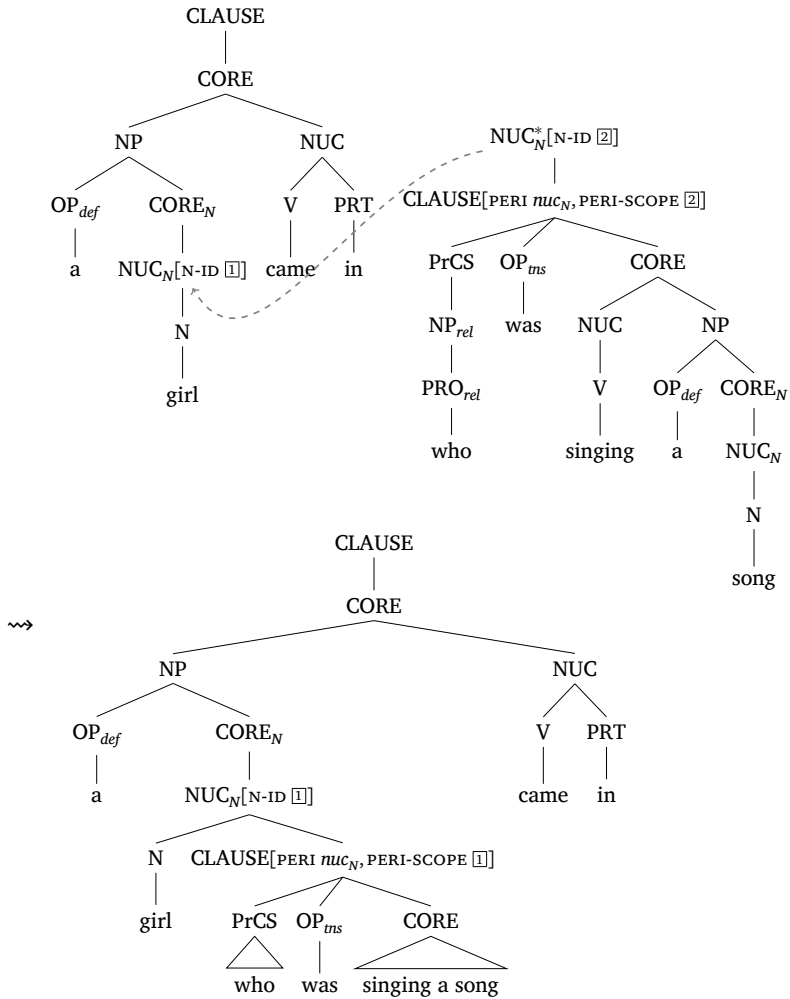 CLAUSE
CORE
NP NUC NUC*N[N-ID 2]
OPdef COREN V PRT CLAUSE[PERI nucN, PERI-SCOPE 2]
a NUCN[N-ID 1] came in PrCS OPtns CORE
N NPrel was NUC NP
girl PROrel V OPdef COREN
who singing a NUCN
N
song
CLAUSE
CORE
⇝
NP NUC
OPdef COREN V PRT
a NUCN[N-ID 1] came in
N CLAUSE[PERI nucN, PERI-SCOPE 1]
girl PrCS OPtns CORE
who was singing a song